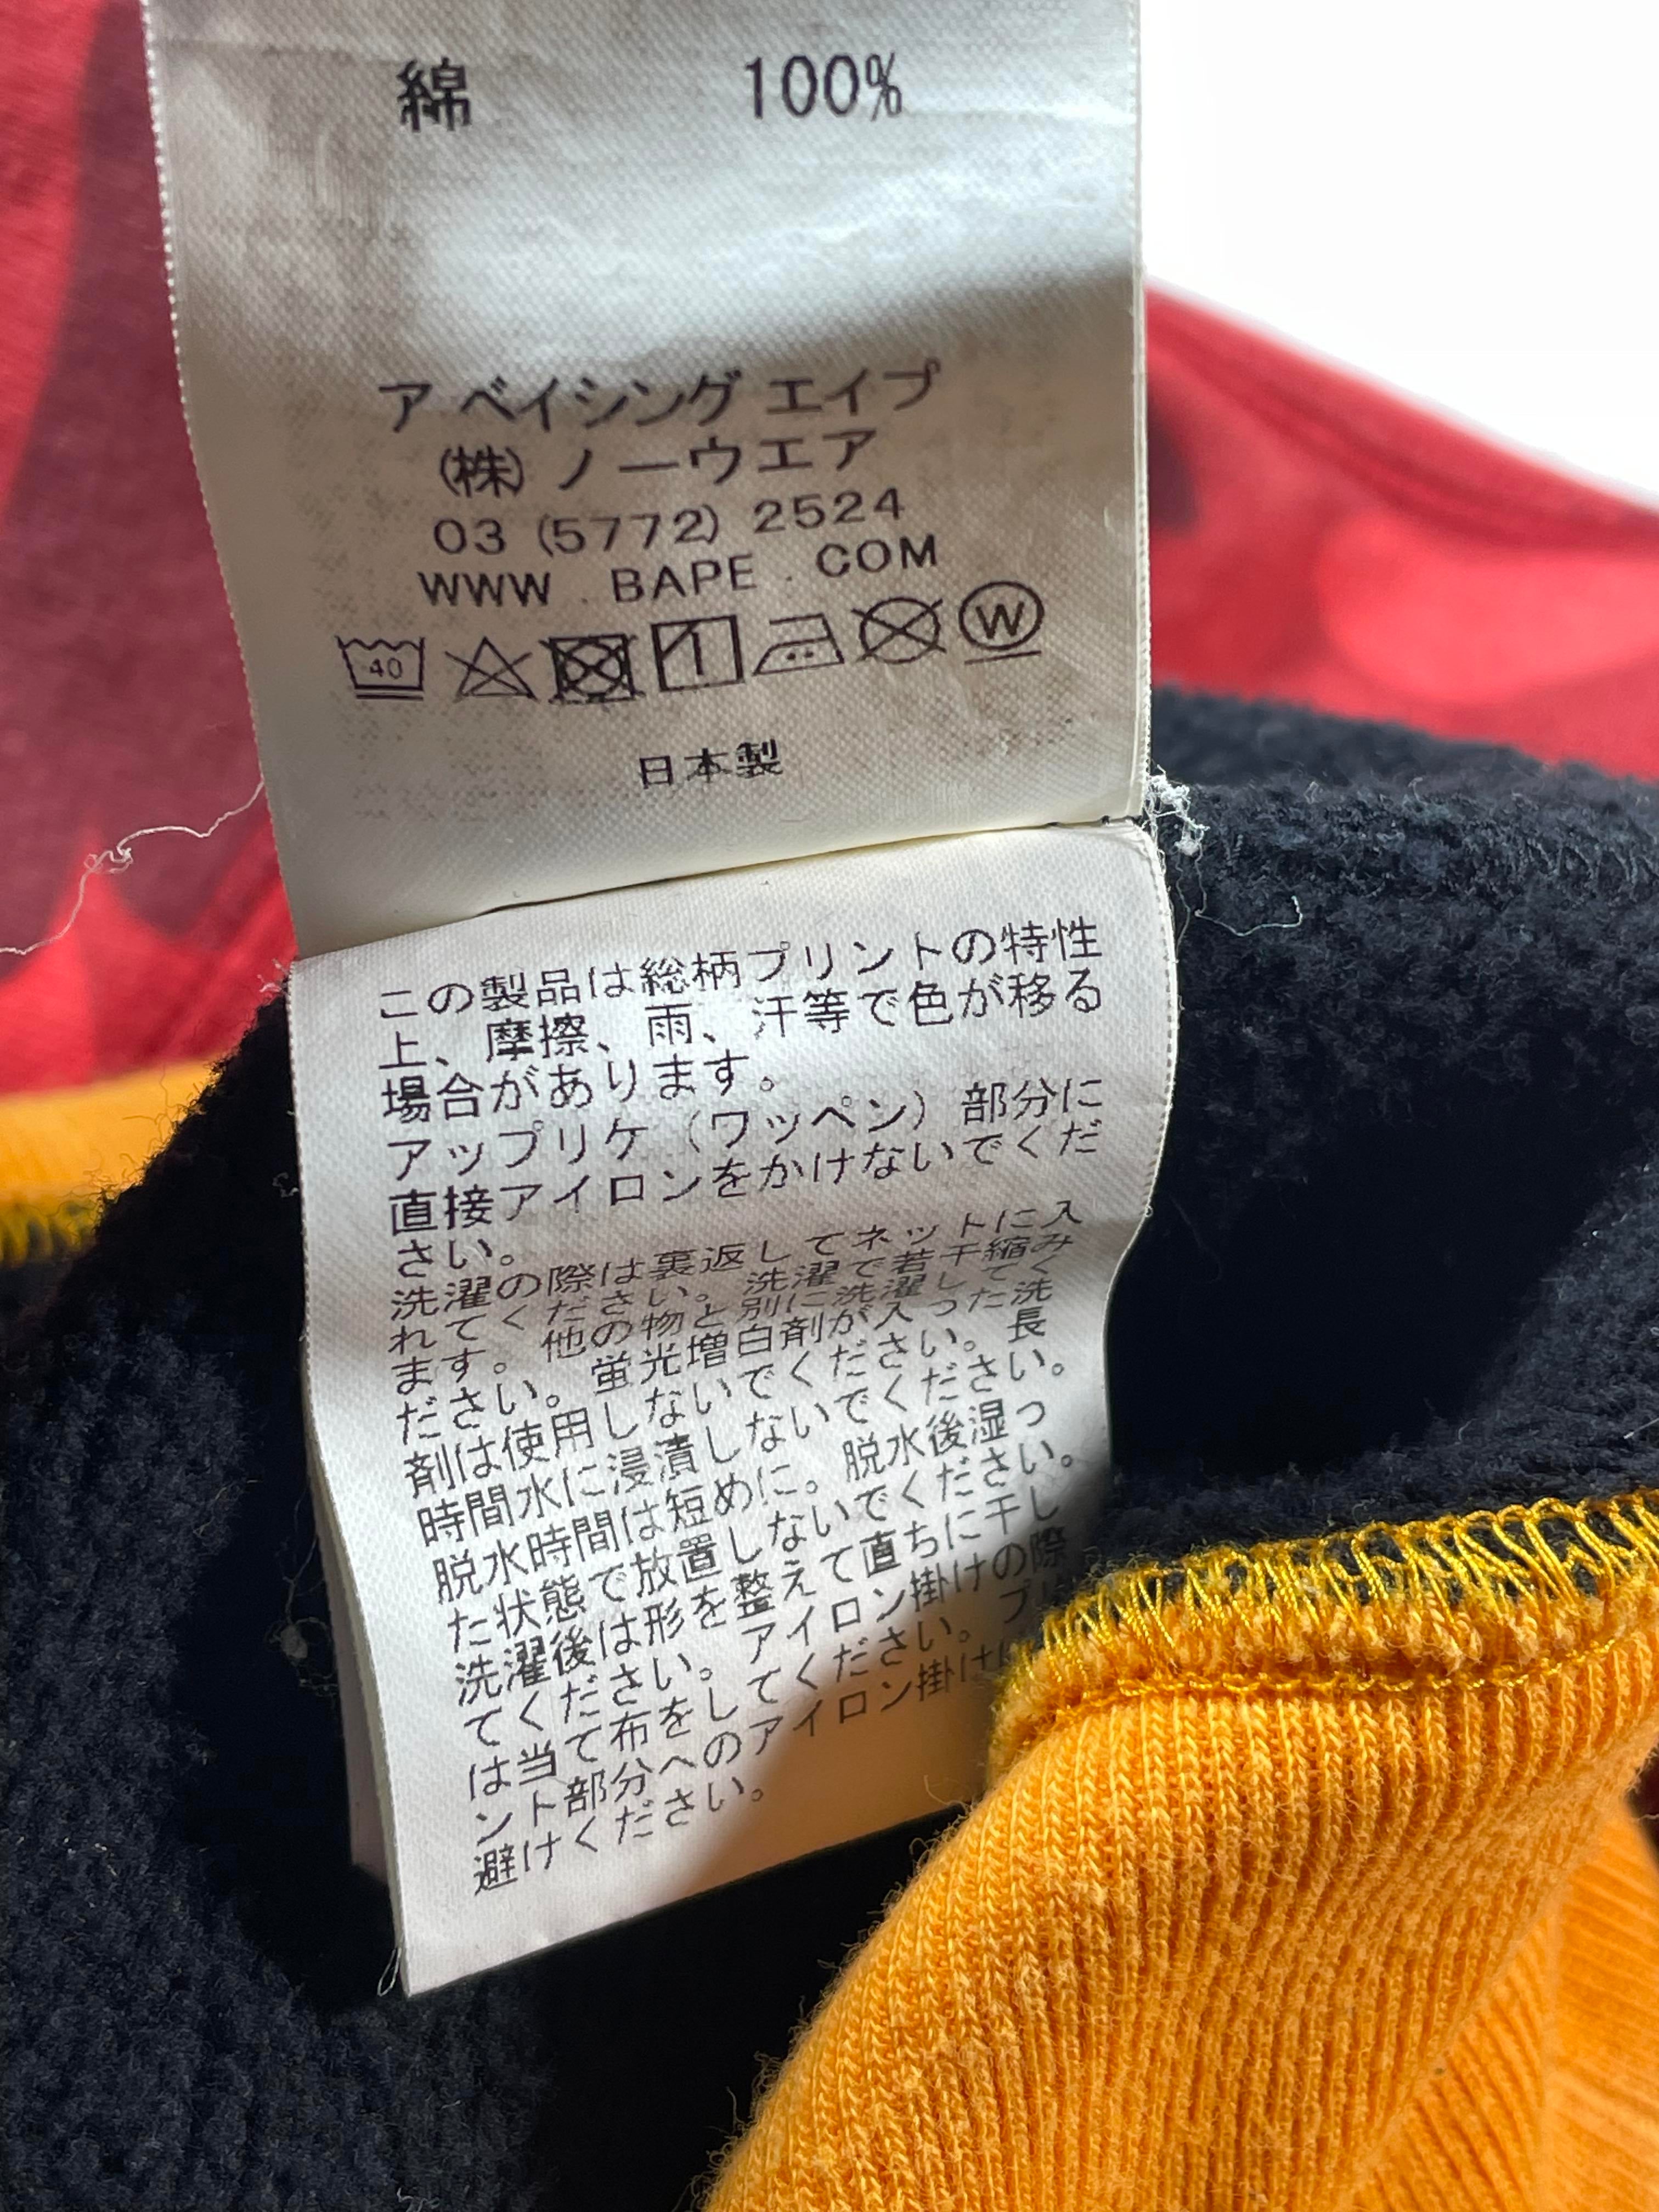 綿 100%
ア ベイシング エイプ
(株) ノーウエア
03 (5772) 2524
WWW . BAPE . COM
40
W
日本製
この製品は総柄プリントの特性
上、摩擦、雨、汗等で色が移る
場合があります。
アップリケ（ワッペン）部分に
直接アイロンをかけないでくだ
さい。
洗濯の際は裏返してネットに入
れてください。洗濯で若干縮み
ます。他の物と別に洗濯して
ださい。蛍光増白剤が入った洗
剤は使用しないでください。長
時間水に浸漬しないでください。
脱水時間は短めに。脱水後湿っ
た状態で放置しないでください。
洗濯後は形を整えて直ちに干し
てください。アイロン掛けの際
は当て布をしてください。プリ
ント部分へのアイロン掛けは
避けください。